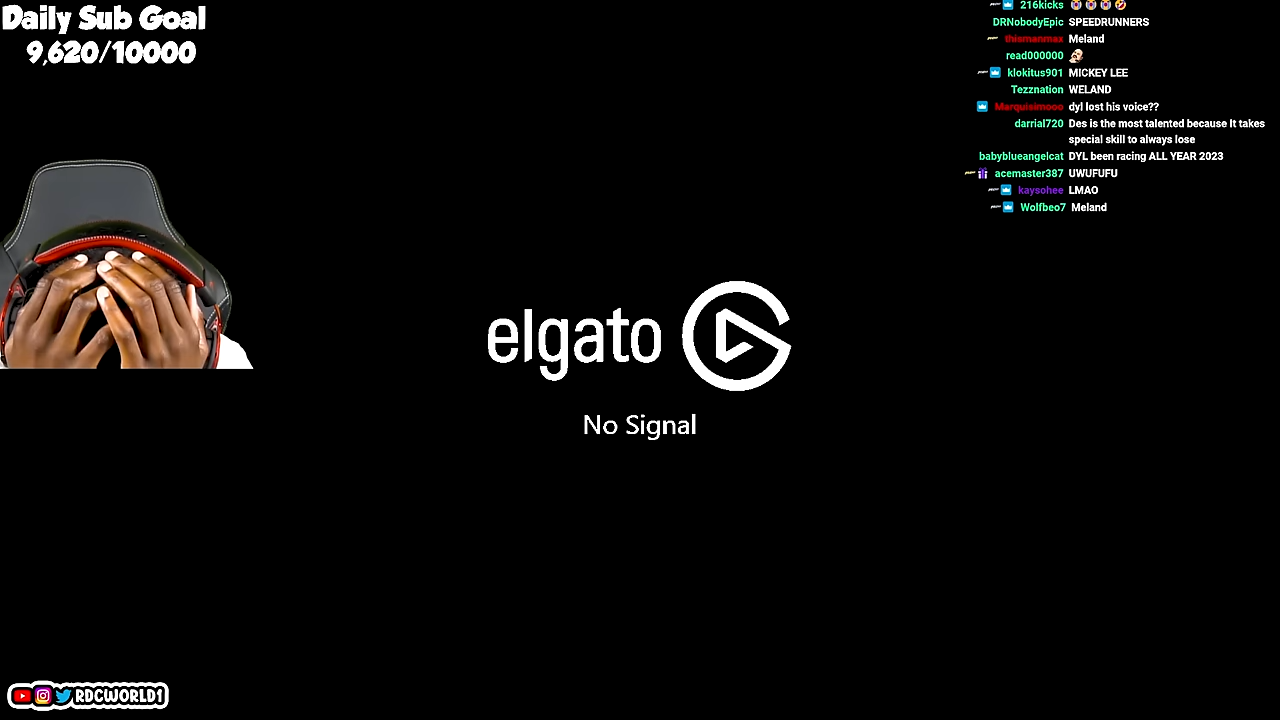 Daily Sub Goal
9,620/10000
216kicks
DRNobodyEpic SPEEDRUNNERS
thismanmax Meland
read000000
klokitus901 MICKEY LEE
Tezznation WELAND
Marquisimooo dyl lost his voice??
darrial720 Des is the most talented because It takes
special skill to always lose
babyblueangelcat DYL been racing ALL YEAR 2023
acemaster387 UWUFUFU
kaysohee LMAO
Wolfbeo7 Meland
elgato
No Signal
RDCWORLD1